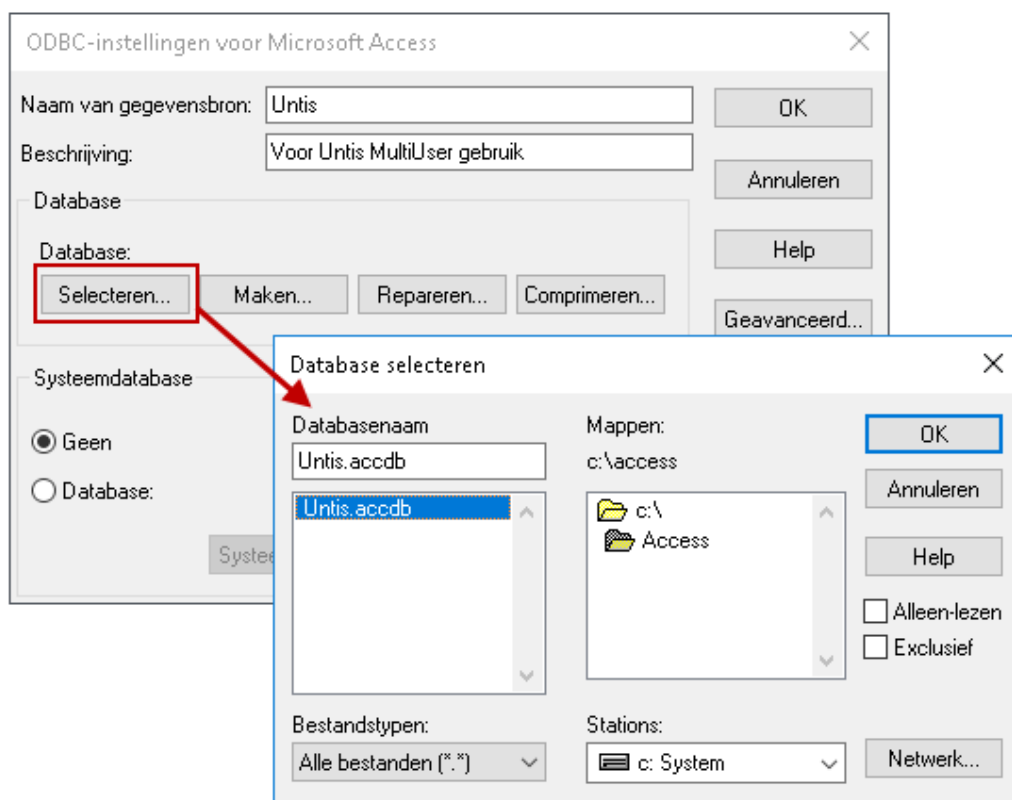 ODBC-instellingen voor Microsoft Access
Naam van gegevensbron: Untis OK
Beschrijving: Voor Untis MultiUser gebruik
Annuleren
Database
Database:
Help
Selecteren... Maken... Repareren... Comprimeren...
Geavanceerd...
Systeemdatabase
Geen
Database:
Systee
Database selecteren
Databasenaam Mappen: OK
Untis.accdb c:\access
Annuleren
Untis.accdb c:\
Access
Help
Alleen-lezen
Exclusief
Bestandstypen: Stations:
Alle bestanden (*.*) c: System Netwerk...